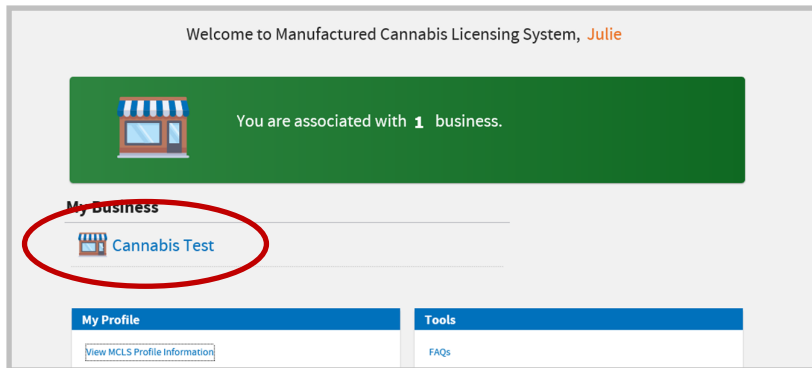 Welcome to Manufactured Cannabis Licensing System, Julie
You are associated with 1 business.
My Business
Cannabis Test
My Profile
Tools
View MCLS Profile Information
FAQs